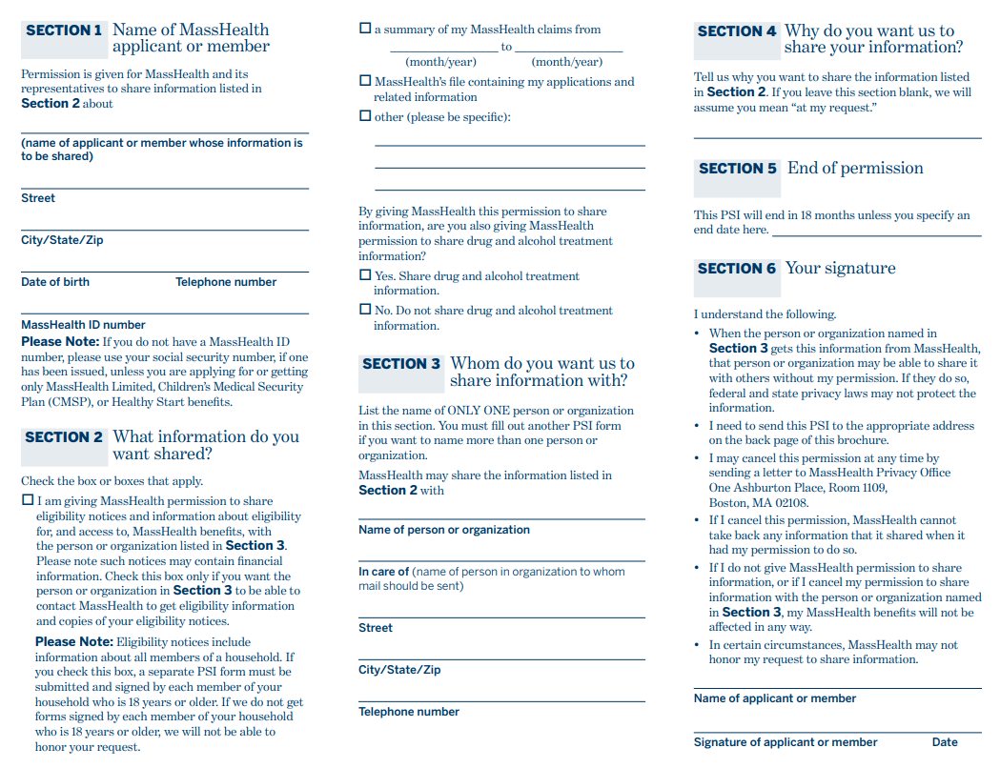 SECTION 1 Name of MassHealth
applicant or member
Permission is given for MassHealth and its
representatives to share information listed in
Section 2 about
(name of applicant or member whose information is
to be shared)
Street
City/State/Zip
Date of birth Telephone number
MassHealth ID number
Please Note: If you do not have a MassHealth ID
number, please use your social security number, if one
has been issued, unless you are applying for or getting
only MassHealth Limited, Children's Medical Security
Plan (CMSP), or Healthy Start benefits.
SECTION 2 What information do you
want shared?
Check the box or boxes that apply.
I am giving MassHealth permission to share
eligibility notices and information about eligibility
for, and access to, MassHealth benefits, with
the person or organization listed in Section 3.
Please note such notices may contain financial
information. Check this box only if you want the
person or organization in Section 3 to be able to
contact MassHealth to get eligibility information
and copies of your eligibility notices.
Please Note: Eligibility notices include
information about all members of a household. If
you check this box, a separate PSI form must be
submitted and signed by each member of your
household who is 18 years or older. If we do not get
forms signed by each member of your household
who is 18 years or older, we will not be able to
honor your request.
a summary of my MassHealth claims from
to
(month/year) (month/year)
MassHealth's file containing my applications and
related information
other (please be specific):
By giving MassHealth this permission to share
information, are you also giving MassHealth
permission to share drug and alcohol treatment
information?
Yes. Share drug and alcohol treatment
information.
No. Do not share drug and alcohol treatment
information.
SECTION 3 Whom do you want us to
share information with?
List the name of ONLY ONE person or organization
in this section. You must fill out another PSI form
if you want to name more than one person or
organization.
MassHealth may share the information listed in
Section 2 with
Name of person or organization
In care of (name of person in organization to whom
mail should be sent)
Street
City/State/Zip
Telephone number
SECTION 4 Why do you want us to
share your information?
Tell us why you want to share the information listed
in Section 2. If you leave this section blank, we will
assume you mean “at my request.”
SECTION 5 End of permission
This PSI will end in 18 months unless you specify an
end date here.
SECTION 6 Your signature
I understand the following.
• When the person or organization named in
Section 3 gets this information from MassHealth,
that person or organization may be able to share it
with others without my permission. If they do so,
federal and state privacy laws may not protect the
information.
• I need to send this PSI to the appropriate address
on the back page of this brochure.
• I may cancel this permission at any time by
sending a letter to MassHealth Privacy Office
One Ashburton Place, Room 1109,
Boston, MA 02108.
• If I cancel this permission, MassHealth cannot
take back any information that it shared when it
had my permission to do so.
• If I do not give MassHealth permission to share
information, or if I cancel my permission to share
information with the person or organization named
in Section 3, my MassHealth benefits will not be
affected in any way.
• In certain circumstances, MassHealth may not
honor my request to share information.
Name of applicant or member
Signature of applicant or member Date